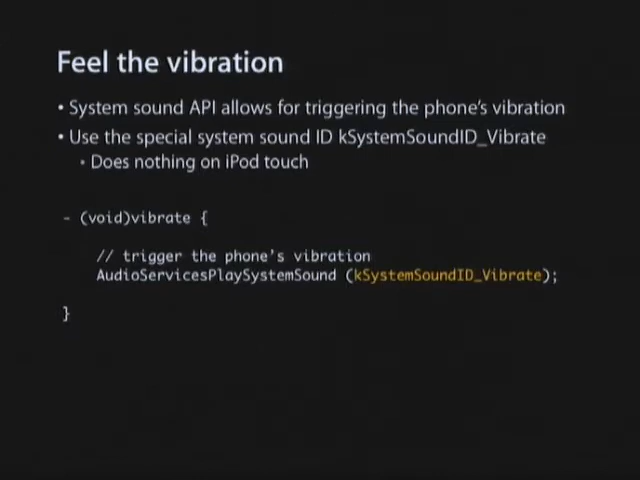 Feel the vibration
• System sound API allows for triggering the phone's vibration
• Use the special system sound ID kSystemSoundID_Vibrate
• Does nothing on iPod touch
- (void)vibrate {
// trigger the phone's vibration
AudioServicesPlaySystemSound (kSystemSoundID_Vibrate);
}